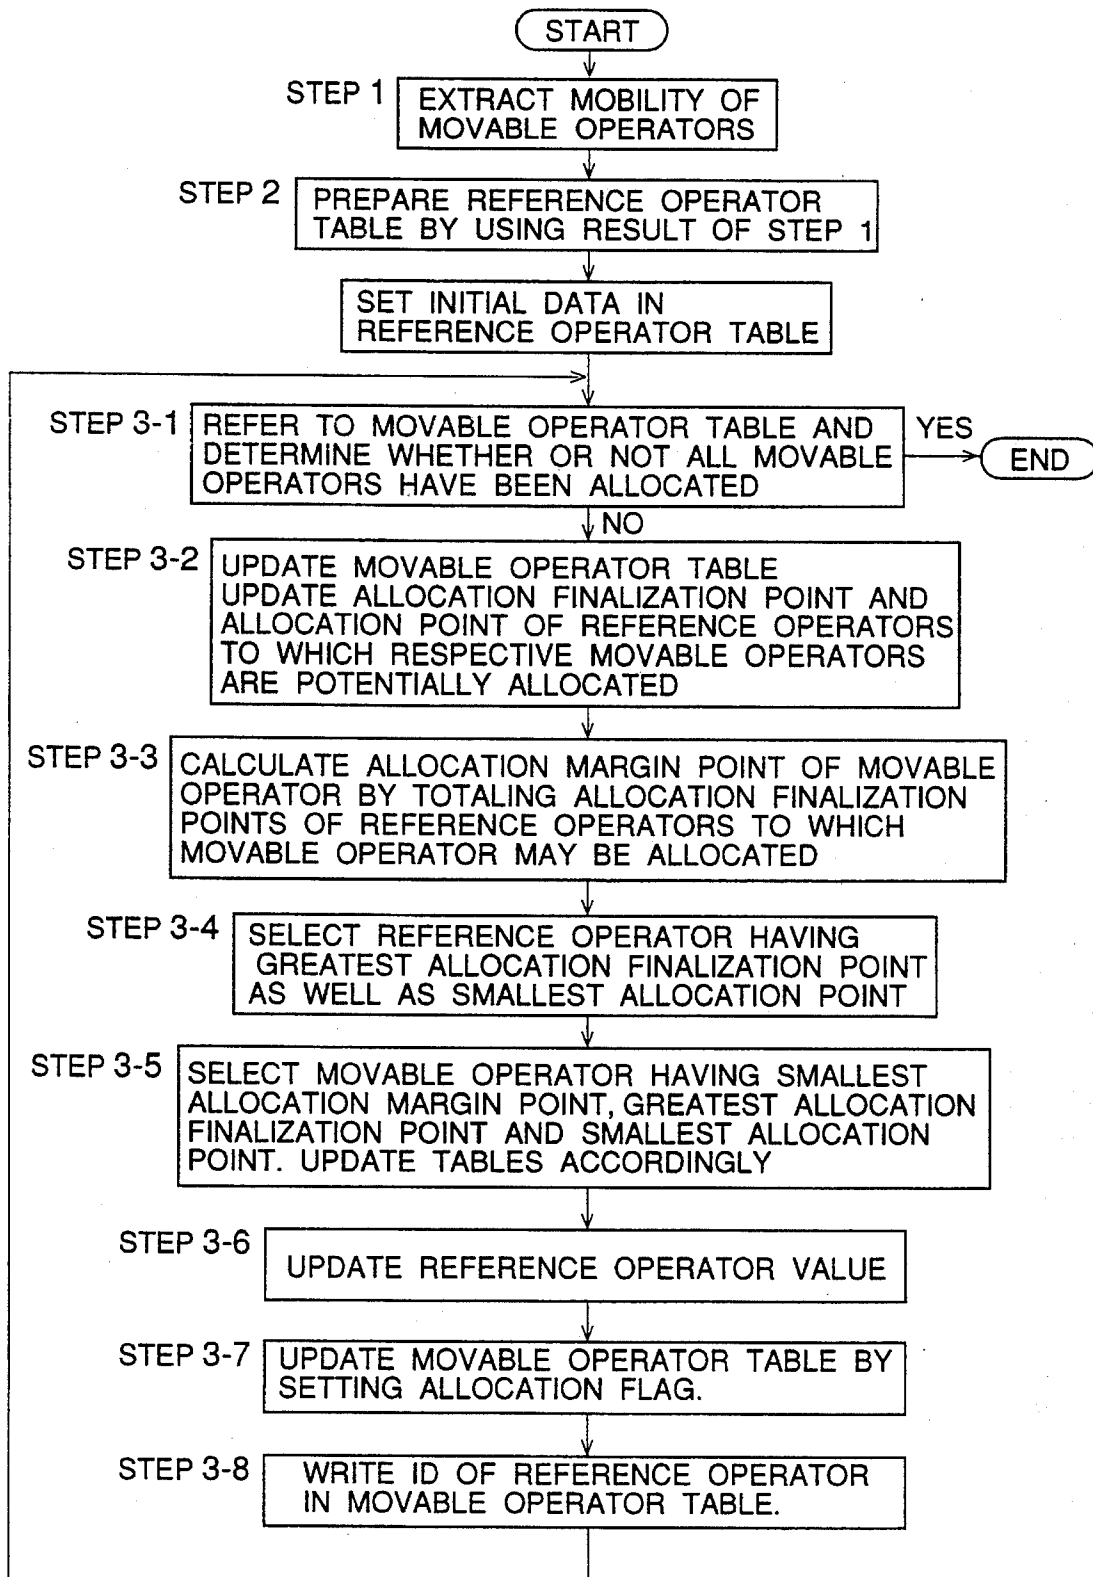 START
STEP 1
EXTRACT MOBILITY OF
MOVABLE OPERATORS
STEP 2
PREPARE REFERENCE OPERATOR
TABLE BY USING RESULT OF STEP 1
SET INITIAL DATA IN
REFERENCE OPERATOR TABLE
STEP 3-1
REFER TO MOVABLE OPERATOR TABLE AND
DETERMINE WHETHER OR NOT ALL MOVABLE
OPERATORS HAVE BEEN ALLOCATED
YES
END
NO
STEP 3-2
UPDATE MOVABLE OPERATOR TABLE
UPDATE ALLOCATION FINALIZATION POINT AND
ALLOCATION POINT OF REFERENCE OPERATORS
TO WHICH RESPECTIVE MOVABLE OPERATORS
ARE POTENTIALLY ALLOCATED
STEP 3-3
CALCULATE ALLOCATION MARGIN POINT OF MOVABLE
OPERATOR BY TOTALING ALLOCATION FINALIZATION
POINTS OF REFERENCE OPERATORS TO WHICH
MOVABLE OPERATOR MAY BE ALLOCATED
STEP 3-4
SELECT REFERENCE OPERATOR HAVING
GREATEST ALLOCATION FINALIZATION POINT
AS WELL AS SMALLEST ALLOCATION POINT
STEP 3-5
SELECT MOVABLE OPERATOR HAVING SMALLEST
ALLOCATION MARGIN POINT, GREATEST ALLOCATION
FINALIZATION POINT AND SMALLEST ALLOCATION
POINT. UPDATE TABLES ACCORDINGLY
STEP 3-6
UPDATE REFERENCE OPERATOR VALUE
STEP 3-7
UPDATE MOVABLE OPERATOR TABLE BY
SETTING ALLOCATION FLAG.
STEP 3-8
WRITE ID OF REFERENCE OPERATOR
IN MOVABLE OPERATOR TABLE.